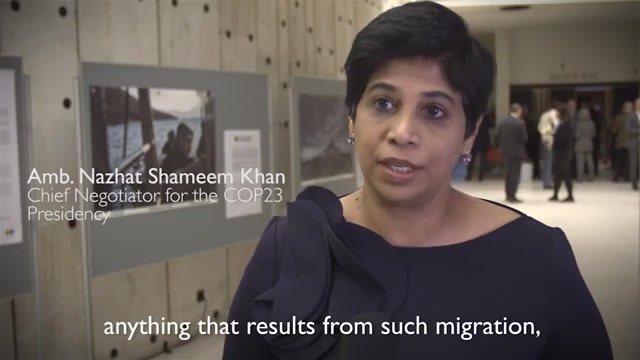 Amb. Nazhat Shameem Khan
Chief Negotiator for the COP23
Presidency
anything that results from such migration,